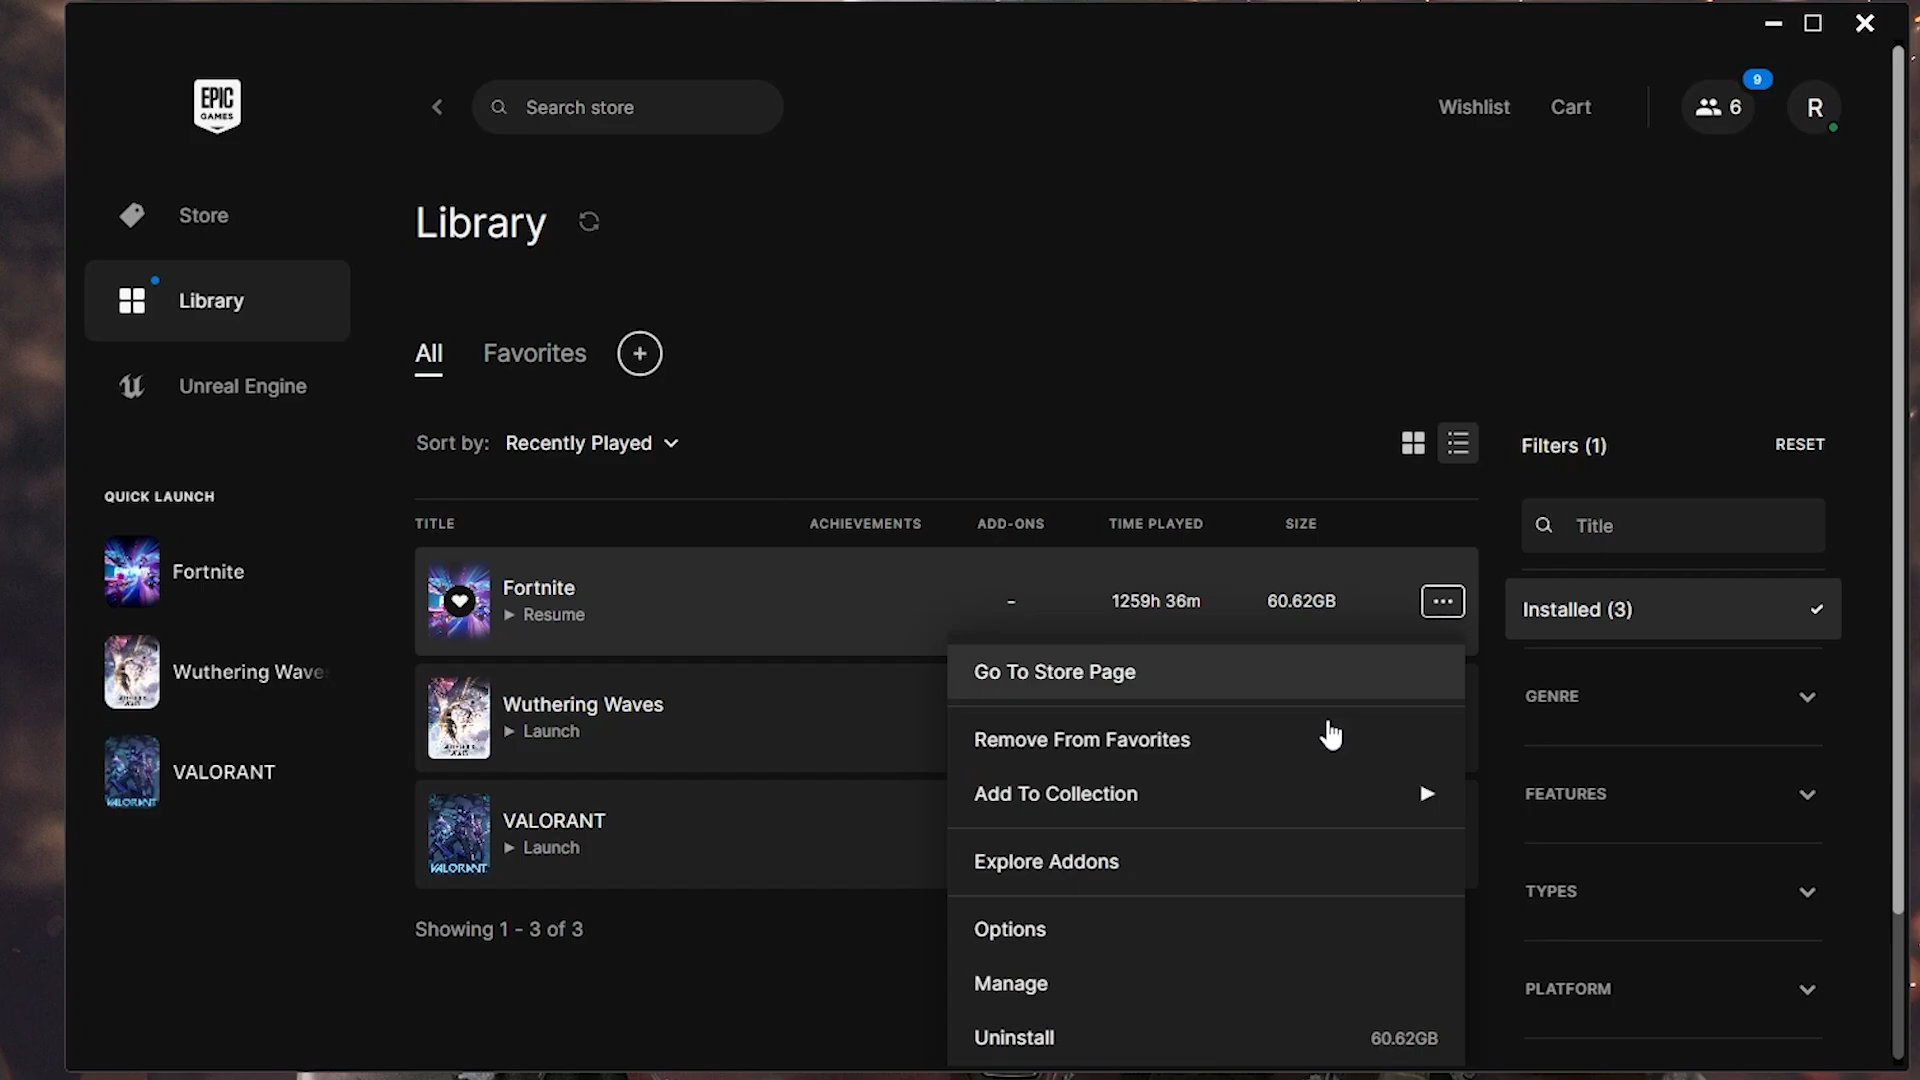 EPIC
GAMES
Search store
Wishlist
Cart
9
6
R
Store
Library
Unreal Engine
QUICK LAUNCH
Fortnite
Wuthering Wave
VALORANT
VALORANT
Library
All
Favorites
+
Sort by: Recently Played
TITLE
ACHIEVEMENTS
ADD-ONS
TIME PLAYED
SIZE
Fortnite
Resume
-
1259h 36m
60.62GB
Wuthering Waves
Launch
VALORANT
VALORANT
Launch
Showing 1 - 3 of 3
Go To Store Page
Remove From Favorites
Add To Collection
Explore Addons
Options
Manage
Uninstall
60.62GB
Filters (1)
RESET
Title
Installed (3)
GENRE
FEATURES
TYPES
PLATFORM